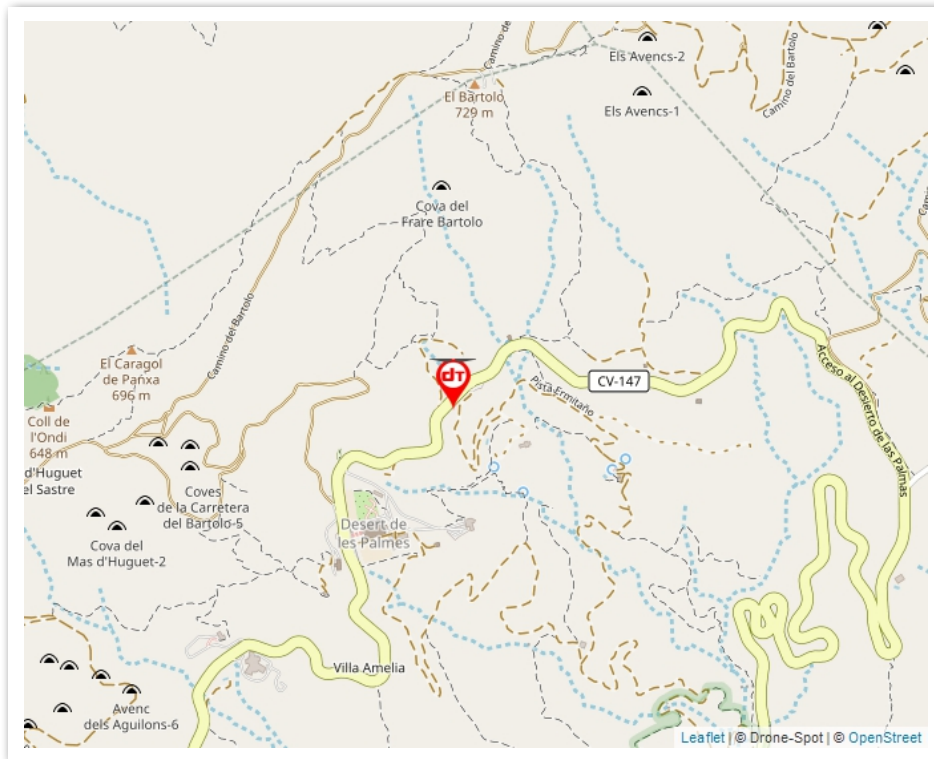 Camino de
Els Avencs-2
El Bartolo
729 m
Els Avencs-1
Camino del Bartolo
Cova del
Frare Bartolo
Camino del Bartolo
El Caragol
de Panxa
696 m
dT
CV-147
Pista Ermitaño
Acceso al Desierto de las Palmas
Coll de
l'Ondi
648 m
d'Huguet
el Sastre
Coves
de la Carretera
del Bartolo-5
Desert de
les Palmes
Cova del
Mas d'Huguet-2
Villa Amelia
Avenc
dels Aguilons-6
Leaflet | © Drone-Spot | © OpenStreet